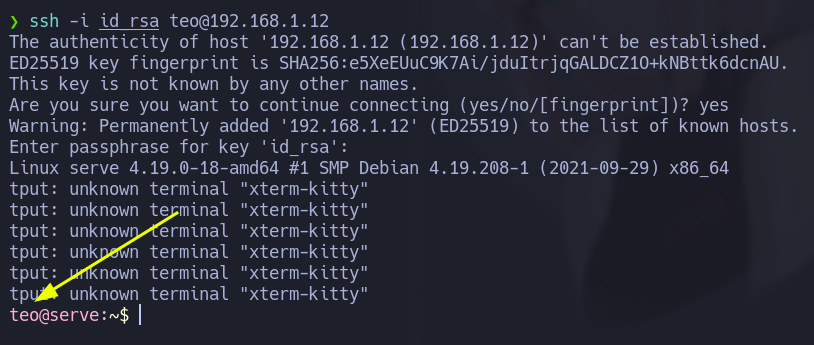 ❯ ssh -i id_rsa teo@192.168.1.12
The authenticity of host '192.168.1.12 (192.168.1.12)' can't be established.
ED25519 key fingerprint is SHA256:e5XeEUuC9K7Ai/jduItrjqGALDCZ1O+kNBttk6dcnAU.
This key is not known by any other names.
Are you sure you want to continue connecting (yes/no/[fingerprint])? yes
Warning: Permanently added '192.168.1.12' (ED25519) to the list of known hosts.
Enter passphrase for key 'id_rsa':
Linux serve 4.19.0-18-amd64 #1 SMP Debian 4.19.208-1 (2021-09-29) x86_64
tput: unknown terminal "xterm-kitty"
tput: unknown terminal "xterm-kitty"
tput: unknown terminal "xterm-kitty"
tput: unknown terminal "xterm-kitty"
tput: unknown terminal "xterm-kitty"
tput: unknown terminal "xterm-kitty"
teo@serve:~$